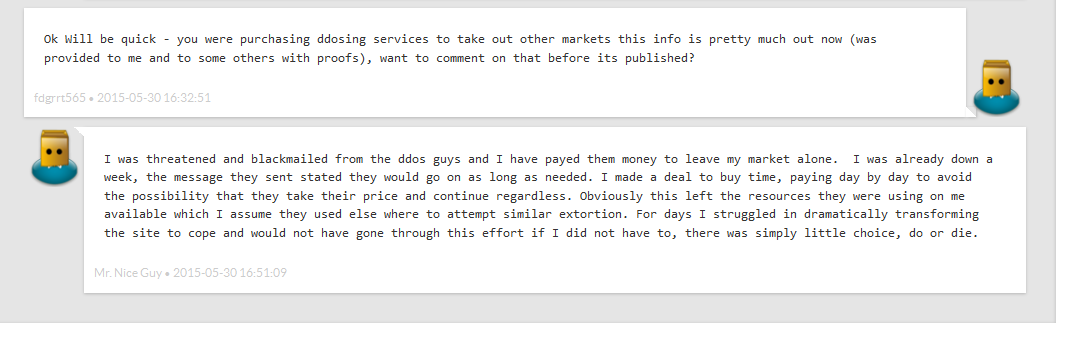 Ok Will be quick - you were purchasing ddosing services to take out other markets this info is pretty much out now (was
provided to me and to some others with proofs), want to comment on that before its published?
fdgrrt565 • 2015-05-30 16:32:51
I was threatened and blackmailed from the ddos guys and I have payed them money to leave my market alone.  I was already down a
week, the message they sent stated they would go on as long as needed. I made a deal to buy time, paying day by day to avoid
the possibility that they take their price and continue regardless. Obviously this left the resources they were using on me
available which I assume they used else where to attempt similar extortion. For days I struggled in dramatically transforming
the site to cope and would not have gone through this effort if I did not have to, there was simply little choice, do or die.
Mr. Nice Guy • 2015-05-30 16:51:09